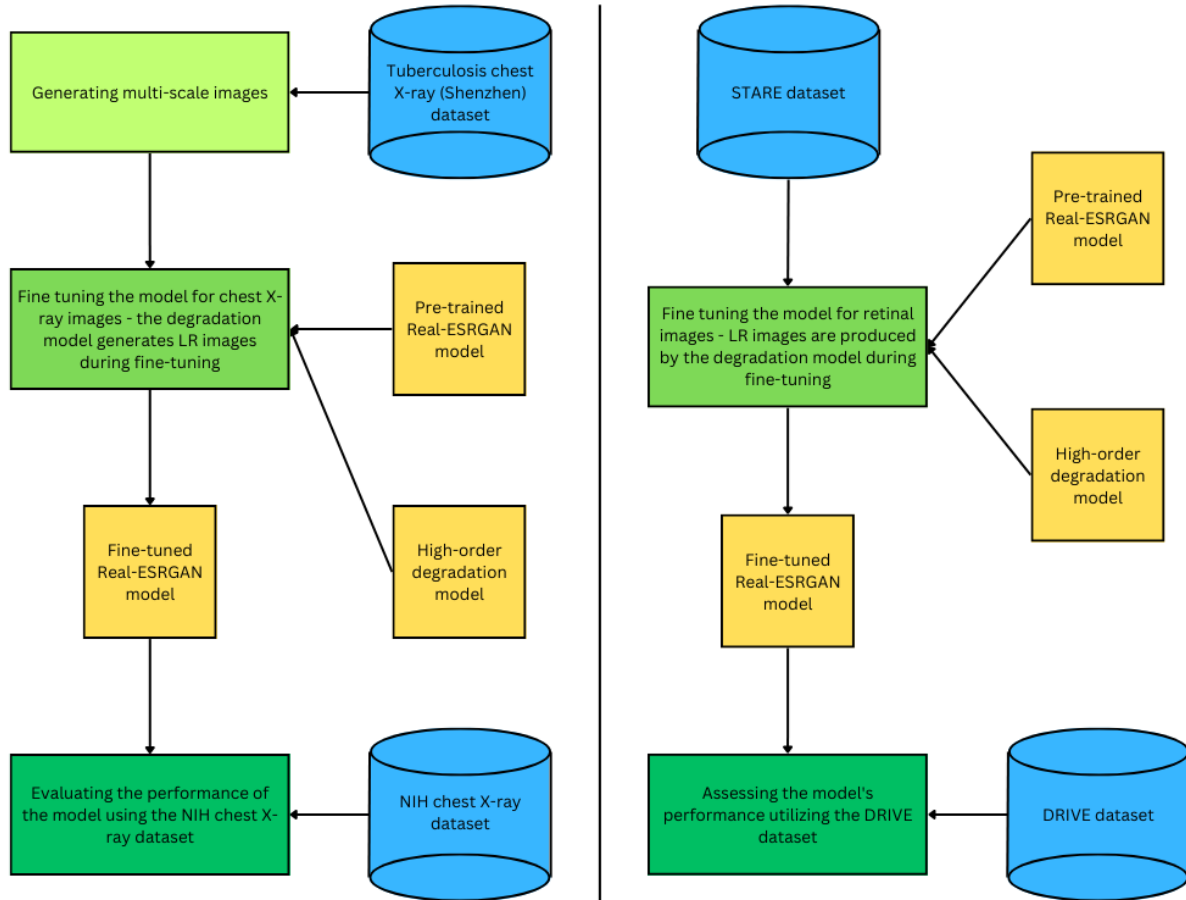 Generating multi-scale images
Tuberculosis chest
X-ray (Shenzhen)
dataset
Fine tuning the model for chest X-
ray images - the degradation
model generates LR images
during fine-tuning
Pre-trained
Real-ESRGAN
model
Fine-tuned
Real-ESRGAN
model
High-order
degradation
model
Evaluating the performance of
the model using the NIH chest X-
ray dataset
NIH chest X-ray
dataset
STARE dataset
Pre-trained
Real-ESRGAN
model
Fine tuning the model for retinal
images - LR images are produced
by the degradation model during
fine-tuning
High-order
degradation
model
Fine-tuned
Real-ESRGAN
model
Assessing the model's
performance utilizing the DRIVE
dataset
DRIVE dataset